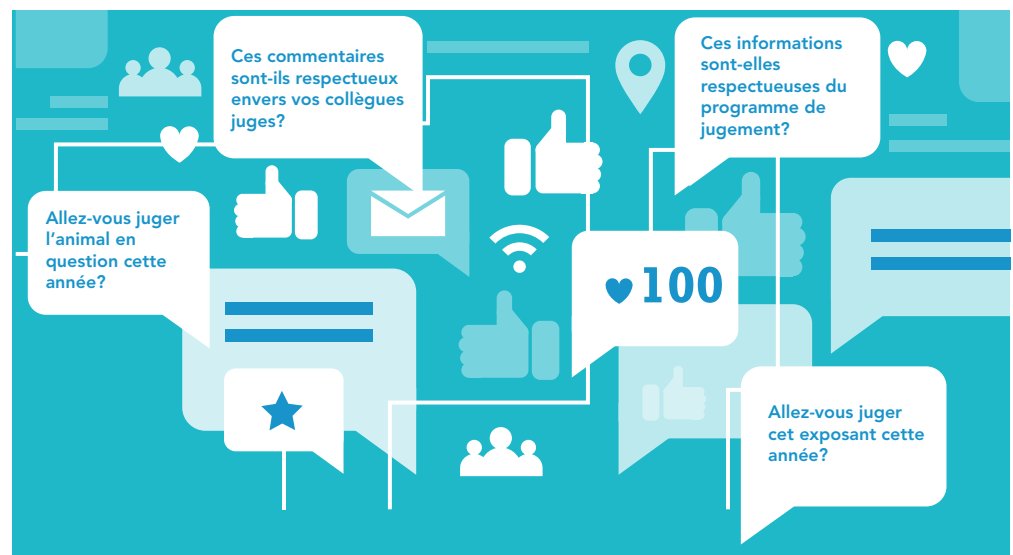 Ces commentaires
sont-ils respectueux
envers vos collègues
juges?
Ces informations
sont-elles
respectueuses du
programme de
jugement?
Allez-vous juger
l'animal en
question cette
année?
100
Allez-vous juger
cet exposant cette
année?